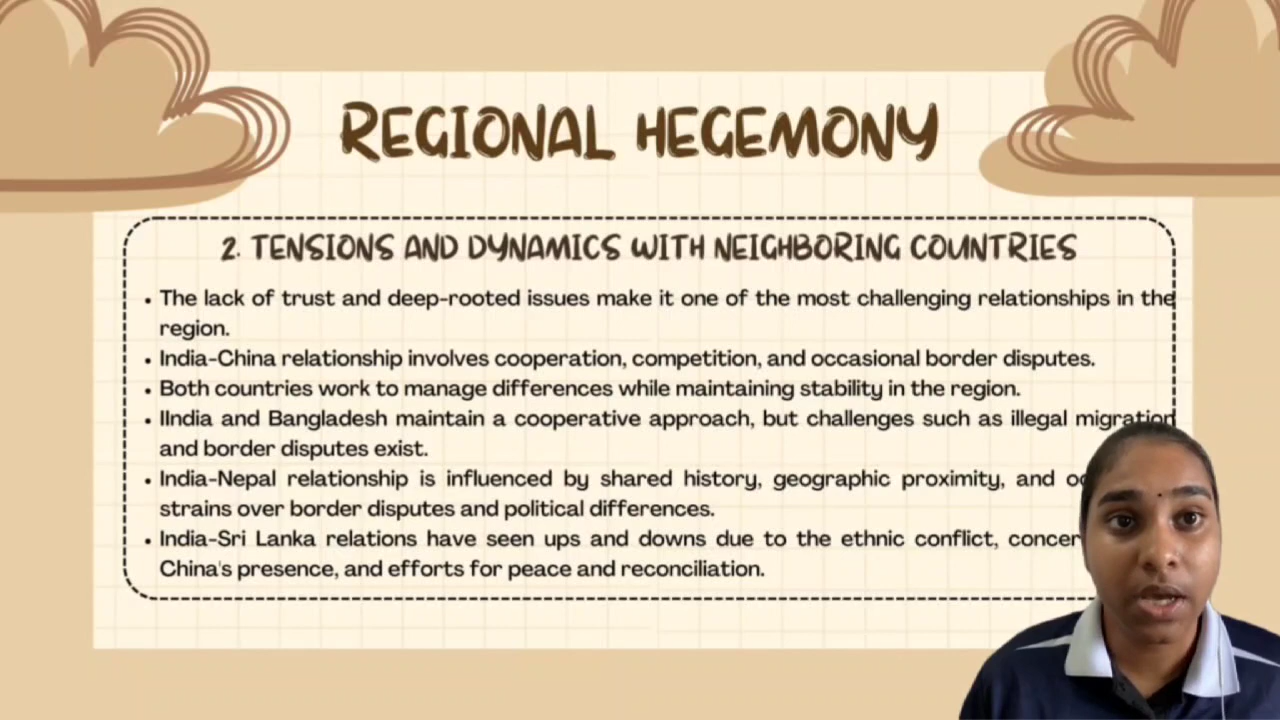 REGIONAL HEGEMONY
2. TENSIONS AND DYNAMICS WITH NEIGHBORING COUNTRIES
• The lack of trust and deep-rooted issues make it one of the most challenging relationships in the
region.
• India-China relationship involves cooperation, competition, and occasional border disputes.
• Both countries work to manage differences while maintaining stability in the region.
• IIndia and Bangladesh maintain a cooperative approach, but challenges such as illegal migration
and border disputes exist.
• India-Nepal relationship is influenced by shared history, geographic proximity, and
strains over border disputes and political differences.
• India-Sri Lanka relations have seen ups and downs due to the ethnic conflict,
China's presence, and efforts for peace and reconciliation.